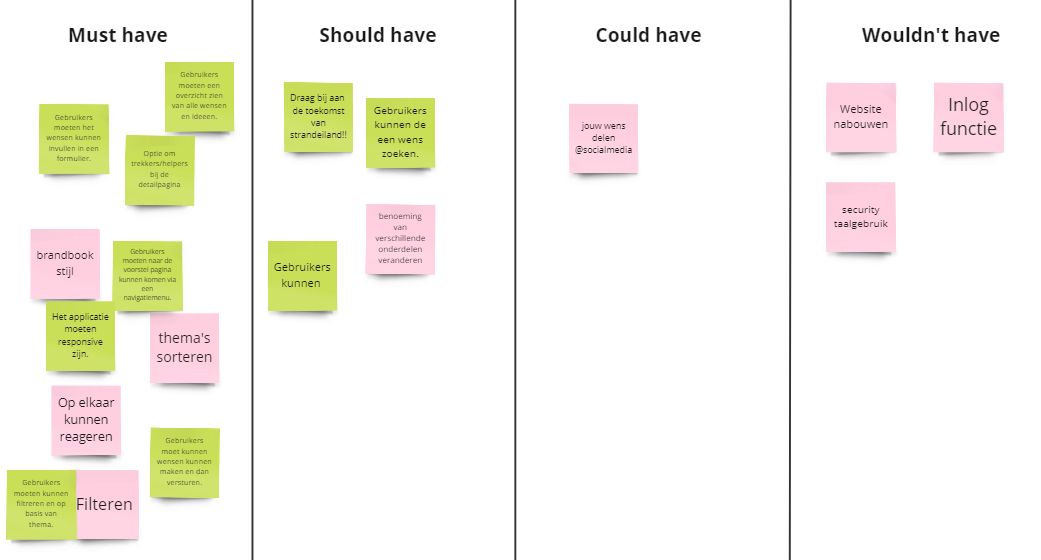 Must have
Gebruikers
moeten een
overzicht zien
van alle wensen
en ideeen.
Gebruikers
moeten het
wensen kunnen
invullen in een
formulier.
Optie om
trekkers/helpers
bij de
detailpagina
brandbook
stijl
Gebruikers
moeten naar de
voorstel pagina
kunnen komen via
een
navigatiemenu.
Het applicatie
moeten
responsive
zijn.
thema's
sorteren
Op elkaar
kunnen
reageren
Gebruikers
moet kunnen
wensen kunnen
maken en dan
versturen.
Gebruikers
moeten kunnen
filtreren en op
basis van
thema.
Filteren
Should have
Draag bij aan
de toekomst
van
strandeiland!!
Gebruikers
kunnen de
een wens
zoeken.
benoeming
van
verschillende
onderdelen
veranderen
Gebruikers
kunnen
Could have
jouw wens
delen
@socialmedia
Wouldn't have
Website
nabouwen
Inlog
functie
security
taalgebruik